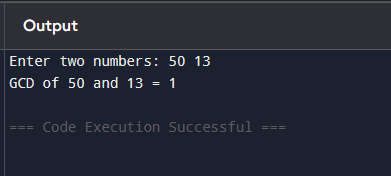 Output
Enter two numbers: 50 13
GCD of 50 and 13 = 1
=== Code Execution Successful ===